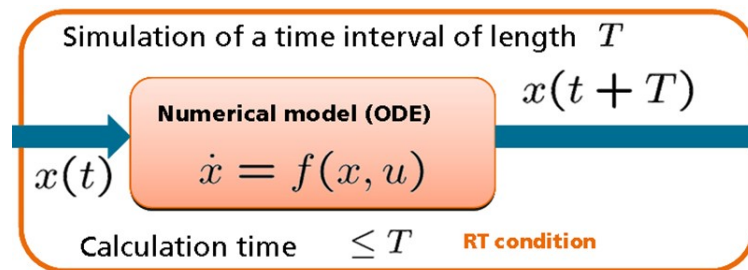 Simulation of a time interval of length T
x(t + T)
Numerical model (ODE)
x(t)
ẋ = f(x, u)
Calculation time ≤ T RT condition